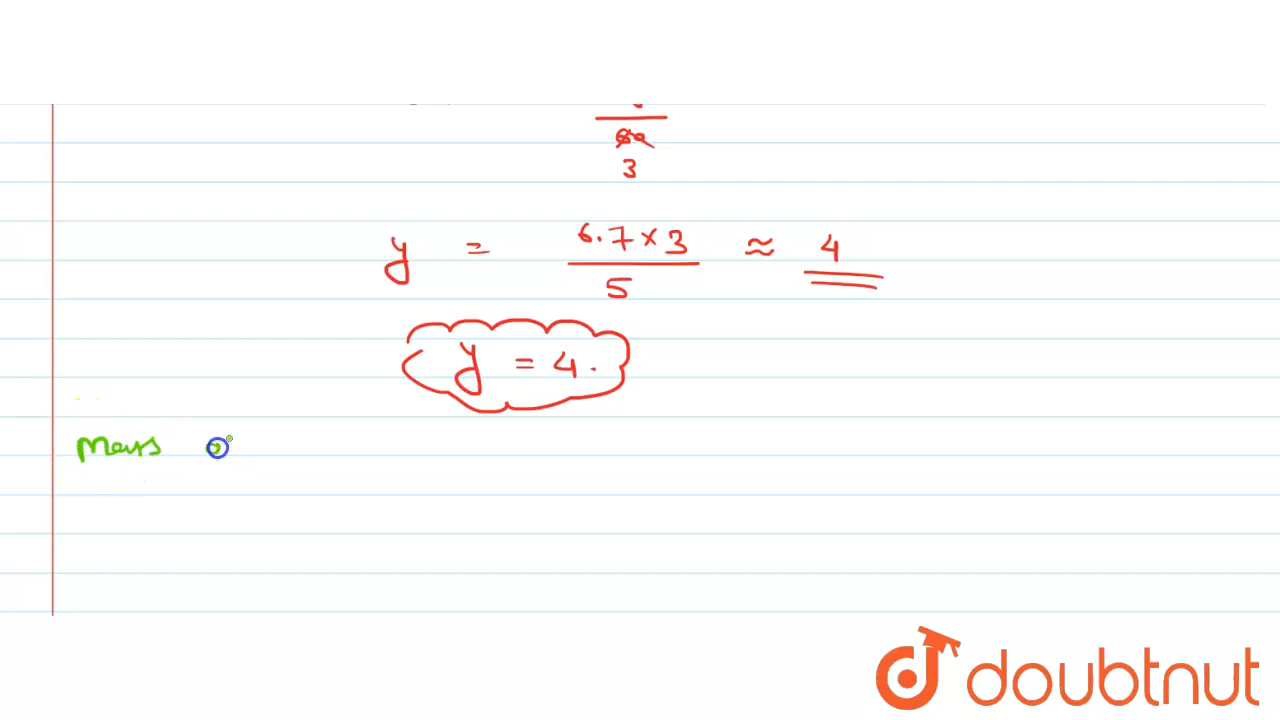 3
y = 6.7 × 3 / 5 ≈ 4
y = 4.
Mass
doubtnut